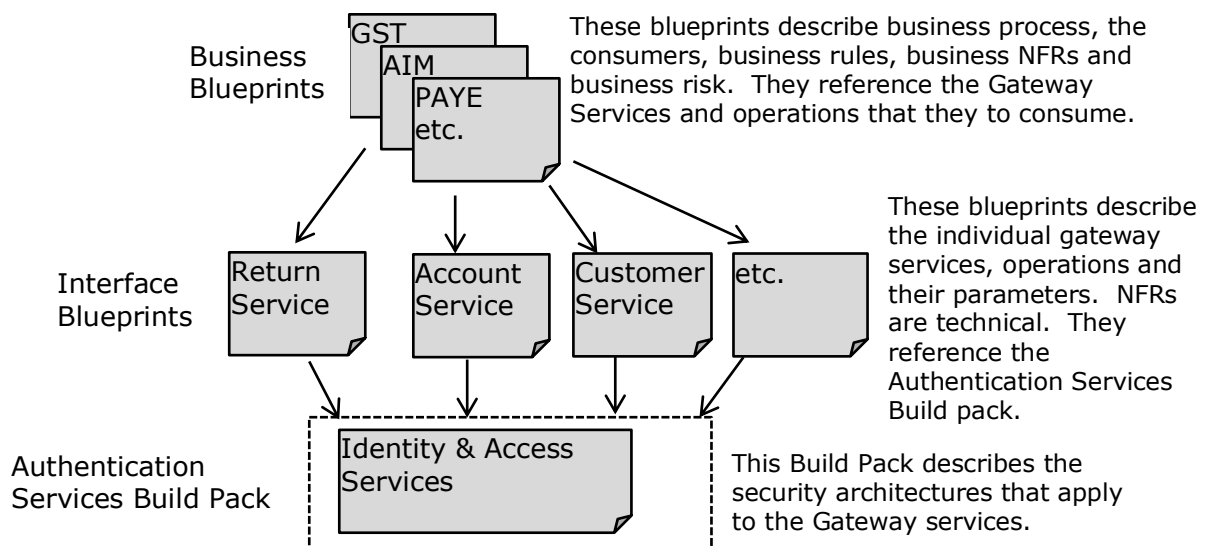 Business
Blueprints
GST
AIM
PAYE
etc.
These blueprints describe business process, the
consumers, business rules, business NFRs and
business risk.  They reference the Gateway
Services and operations that they to consume.
Interface
Blueprints
Return
Service
Account
Service
Customer
Service
etc.
These blueprints describe
the individual gateway
services, operations and
their parameters.  NFRs
are technical.  They
reference the
Authentication Services
Build pack.
Authentication
Services Build Pack
Identity & Access
Services
This Build Pack describes the
security architectures that apply
to the Gateway services.